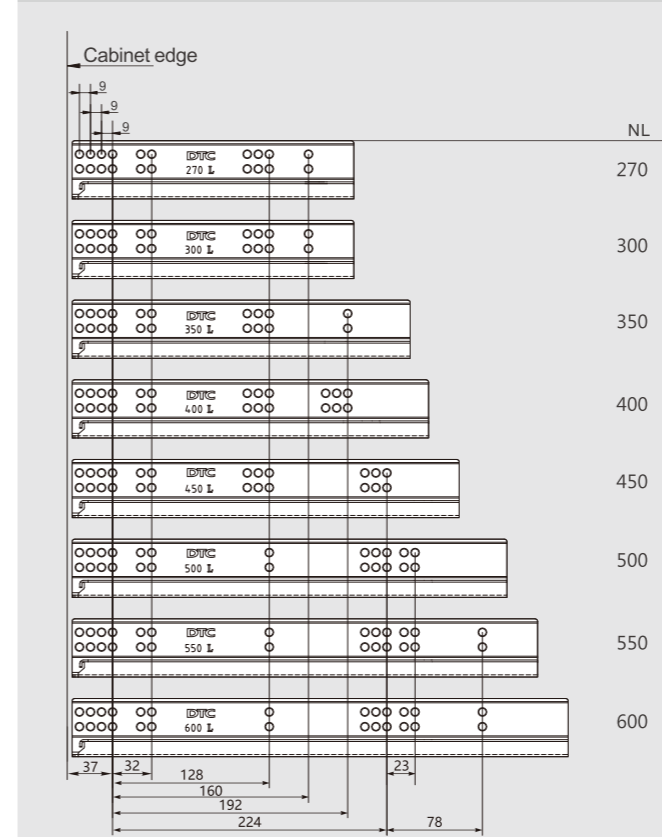 Cabinet edge
9
9
9
NL
DTC
270 L
270
DTC
300 L
300
DTC
350 L
350
DTC
400 L
400
DTC
450 L
450
DTC
500 L
500
DTC
550 L
550
DTC
600 L
600
37
32
23
128
160
192
224
78